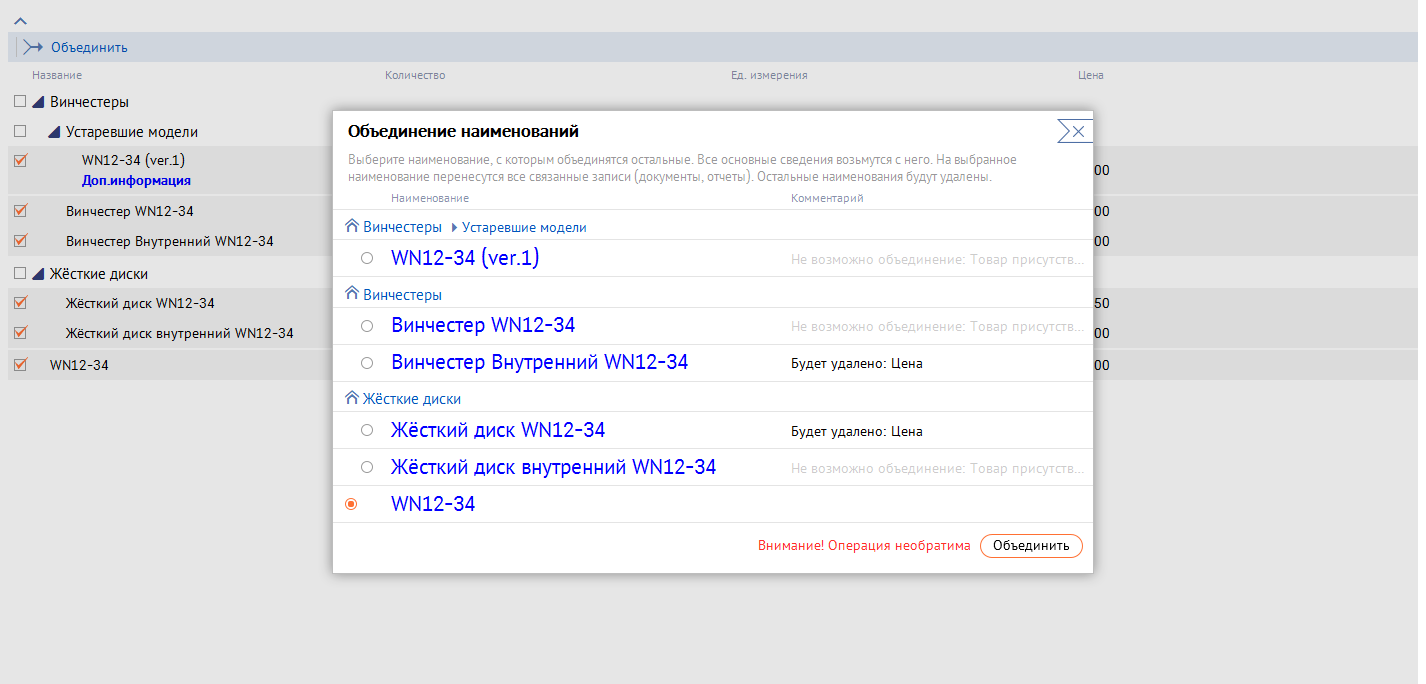 Объединить
Название Количество Ед. измерения Цена
Винчестеры
Устаревшие модели
WN12-34 (ver.1)
Доп.информация
00
Винчестер WN12-34 00
Винчестер Внутренний WN12-34 00
Жёсткие диски
Жёсткий диск WN12-34 50
Жёсткий диск внутренний WN12-34 00
WN12-34 00
Объединение наименований
Выберите наименование, с которым объединятся остальные. Все основные сведения возьмутся с него. На выбранное
наименование перенесутся все связанные записи (документы, отчеты). Остальные наименования будут удалены.
Наименование Комментарий
Винчестеры Устаревшие модели
WN12-34 (ver.1) Не возможно объединение: Товар присутств...
Винчестеры
Винчестер WN12-34 Не возможно объединение: Товар присутств...
Винчестер Внутренний WN12-34 Будет удалено: Цена
Жёсткие диски
Жёсткий диск WN12-34 Будет удалено: Цена
Жёсткий диск внутренний WN12-34 Не возможно объединение: Товар присутств...
WN12-34
Внимание! Операция необратима Объединить